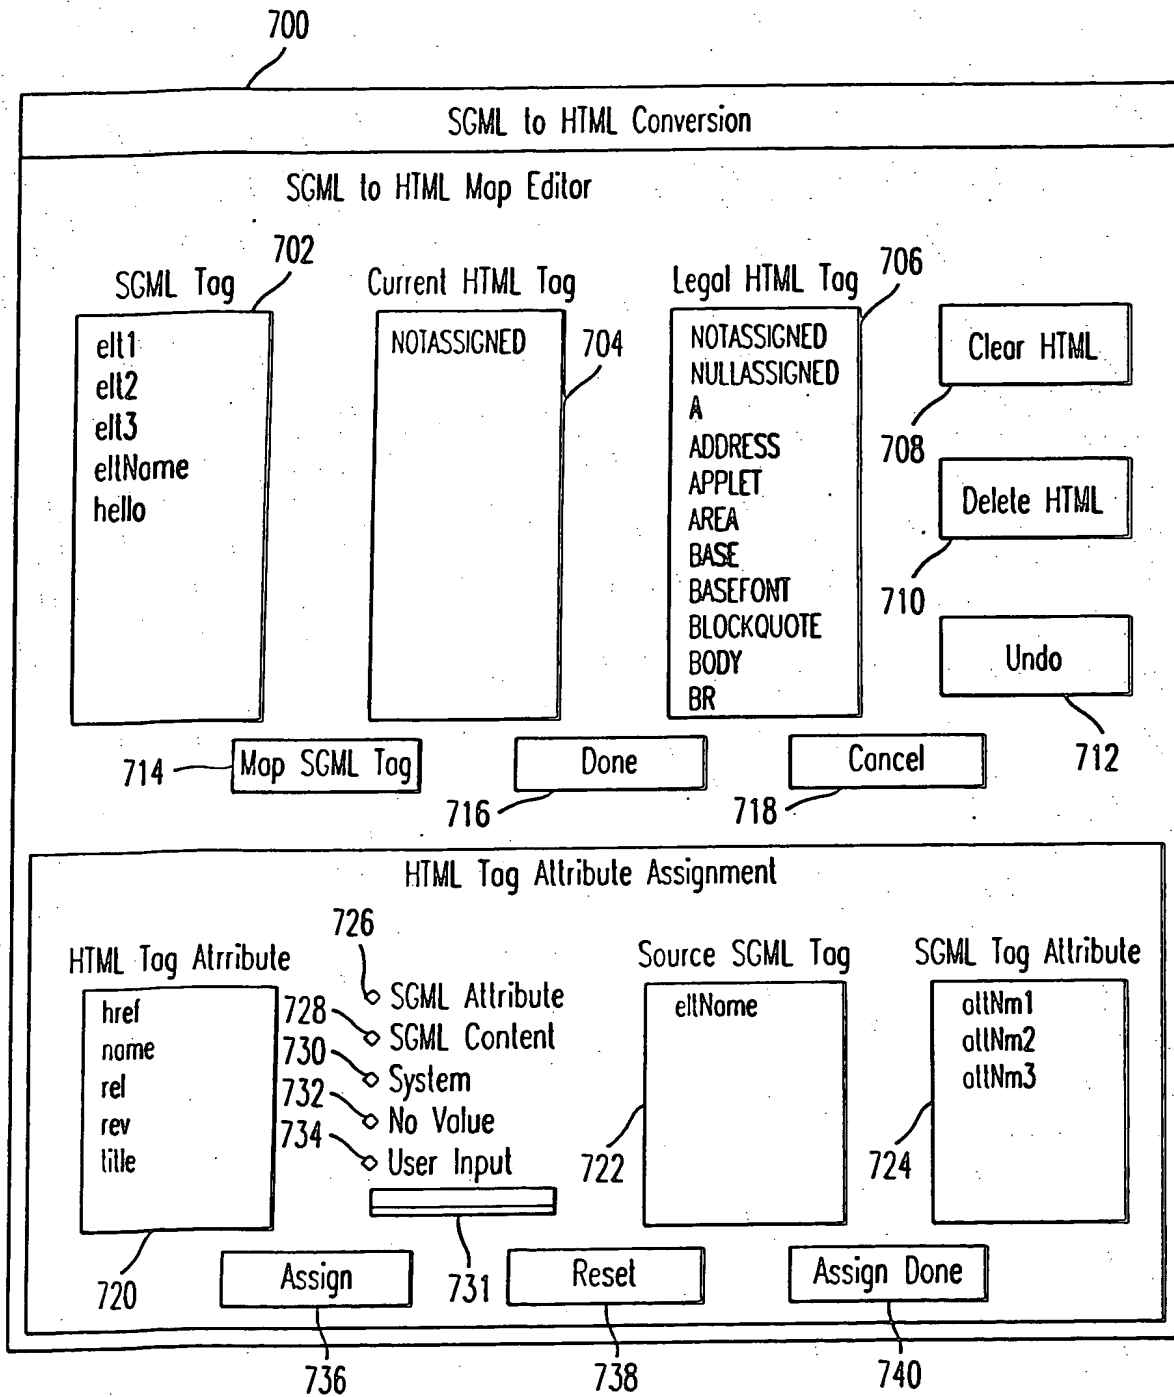 700
SGML to HTML Conversion
SGML to HTML Map Editor
702
SGML Tag
elt1
elt2
elt3
eltName
hello
Current HTML Tag
NOTASSIGNED
704
Legal HTML Tag
706
NOTASSIGNED
NULLASSIGNED
A
ADDRESS
APPLET
AREA
BASE
BASEFONT
BLOCKQUOTE
BODY
BR
Clear HTML
708
Delete HTML
710
Undo
712
714
Map SGML Tag
Done
716
Cancel
718
HTML Tag Attribute Assignment
HTML Tag Atrribute
href
name
rel
rev
title
720
726
SGML Attribute
728
SGML Content
730
System
732
No Value
734
User Input
731
Source SGML Tag
eltName
722
SGML Tag Attribute
attNm1
attNm2
attNm3
724
Assign
736
Reset
738
Assign Done
740